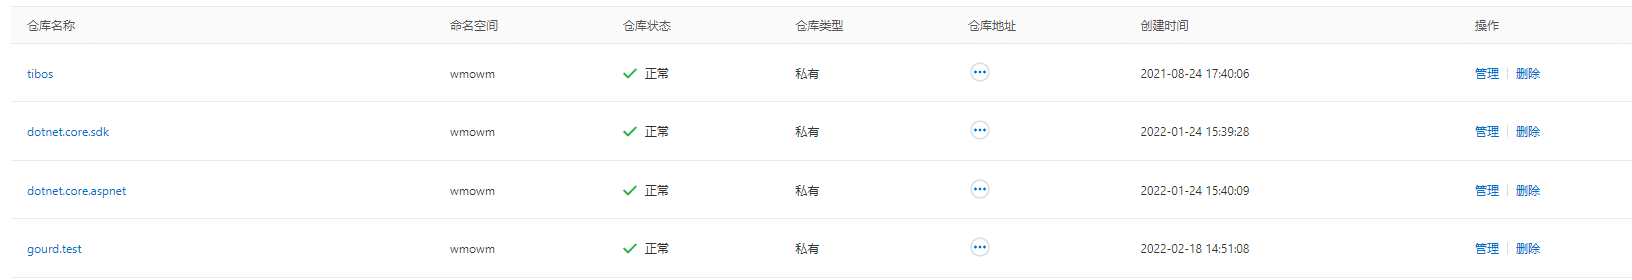 仓库名称 命名空间 仓库状态 仓库类型 仓库地址 创建时间 操作
tibos wmowm 正常 私有 2021-08-24 17:40:06 管理 删除
dotnet.core.sdk wmowm 正常 私有 2022-01-24 15:39:28 管理 删除
dotnet.core.aspnet wmowm 正常 私有 2022-01-24 15:40:09 管理 删除
gourd.test wmowm 正常 私有 2022-02-18 14:51:08 管理 删除